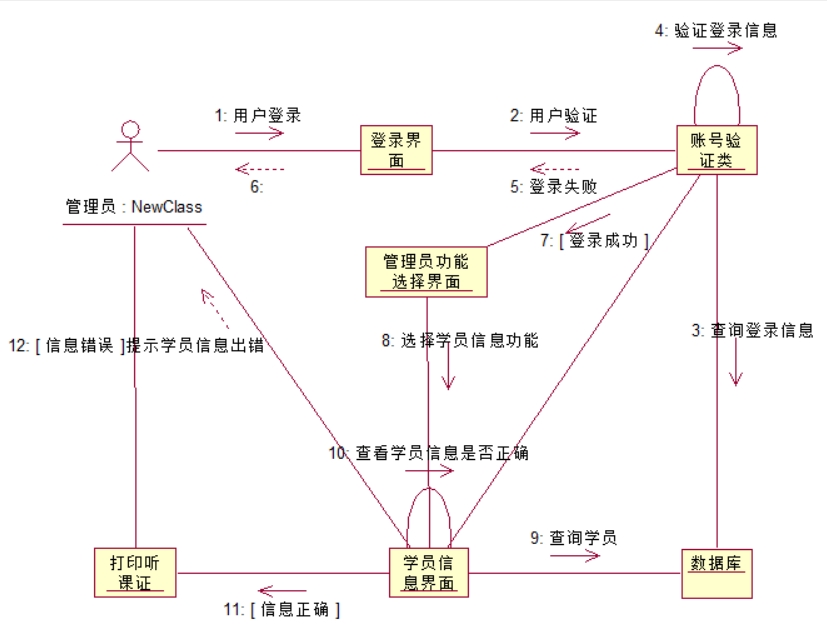 4: 验证登录信息
1: 用户登录
2: 用户验证
登录界
面
账号验
证类
6:
5: 登录失败
管理员 : NewClass
7: [ 登录成功 ]
管理员功能
选择界面
12: [ 信息错误 ]提示学员信息出错
8: 选择学员信息功能
3: 查询登录信息
10: 查看学员信息是否正确
9: 查询学员
打印听
课证
学员信
息界面
数据库
11: [ 信息正确 ]